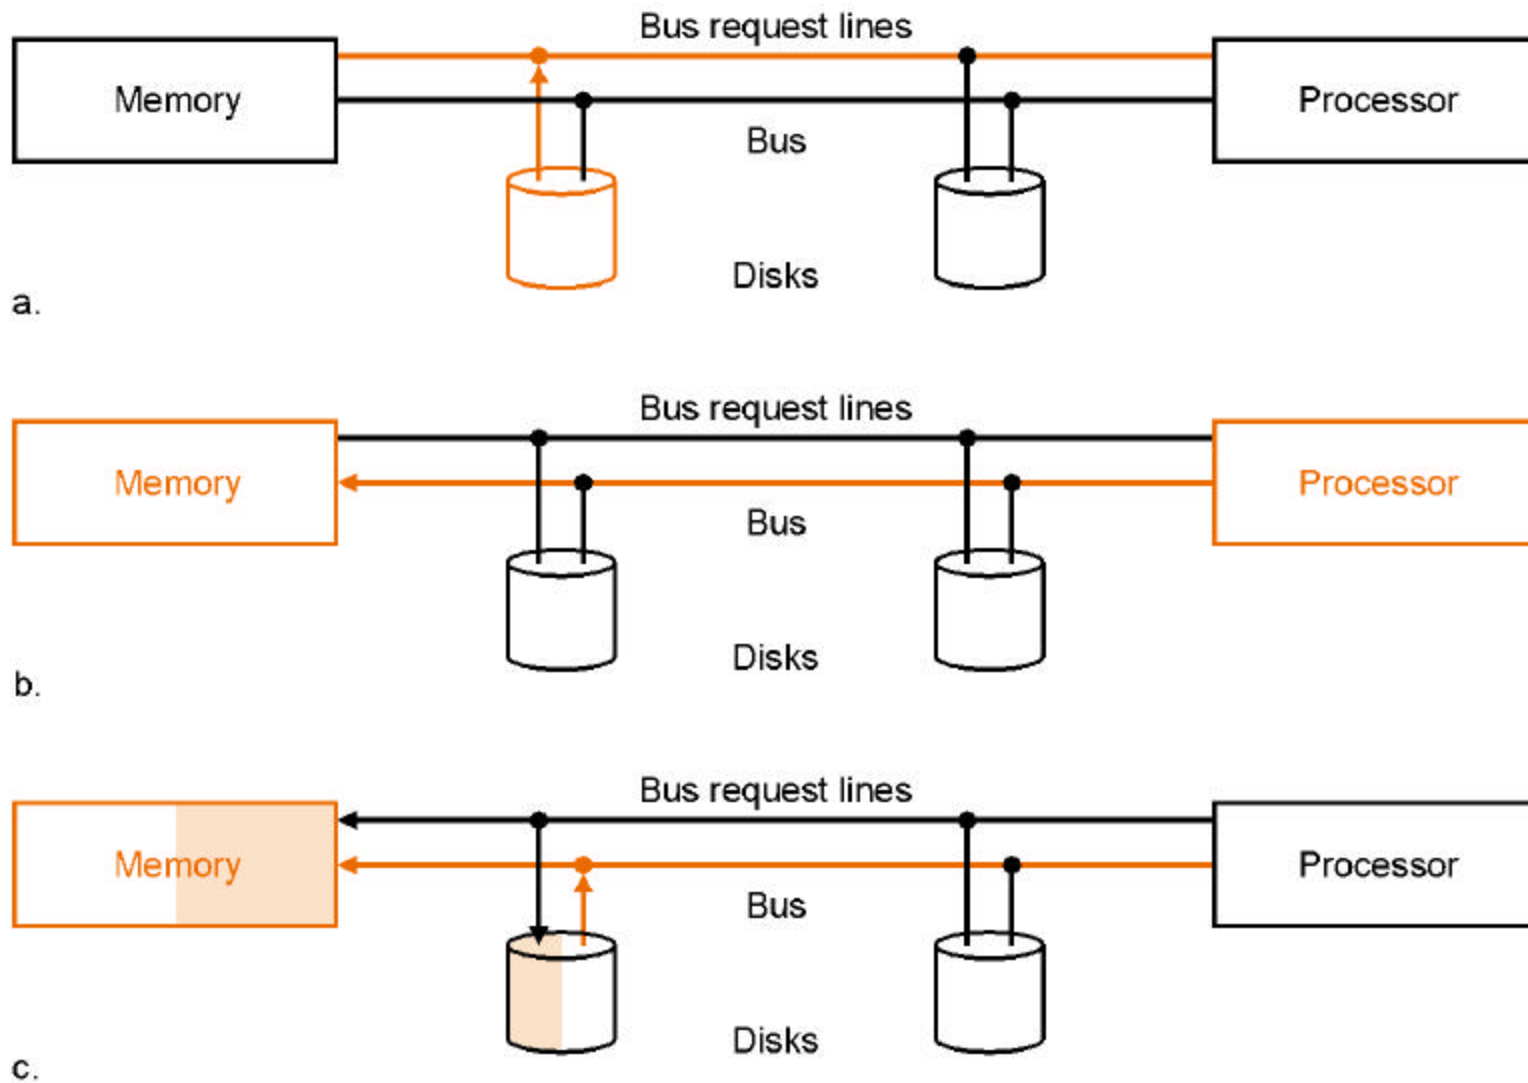 Bus request lines
Memory
Processor
Bus
Disks
a.
Bus request lines
Memory
Processor
Bus
Disks
b.
Bus request lines
Memory
Processor
Bus
Disks
c.